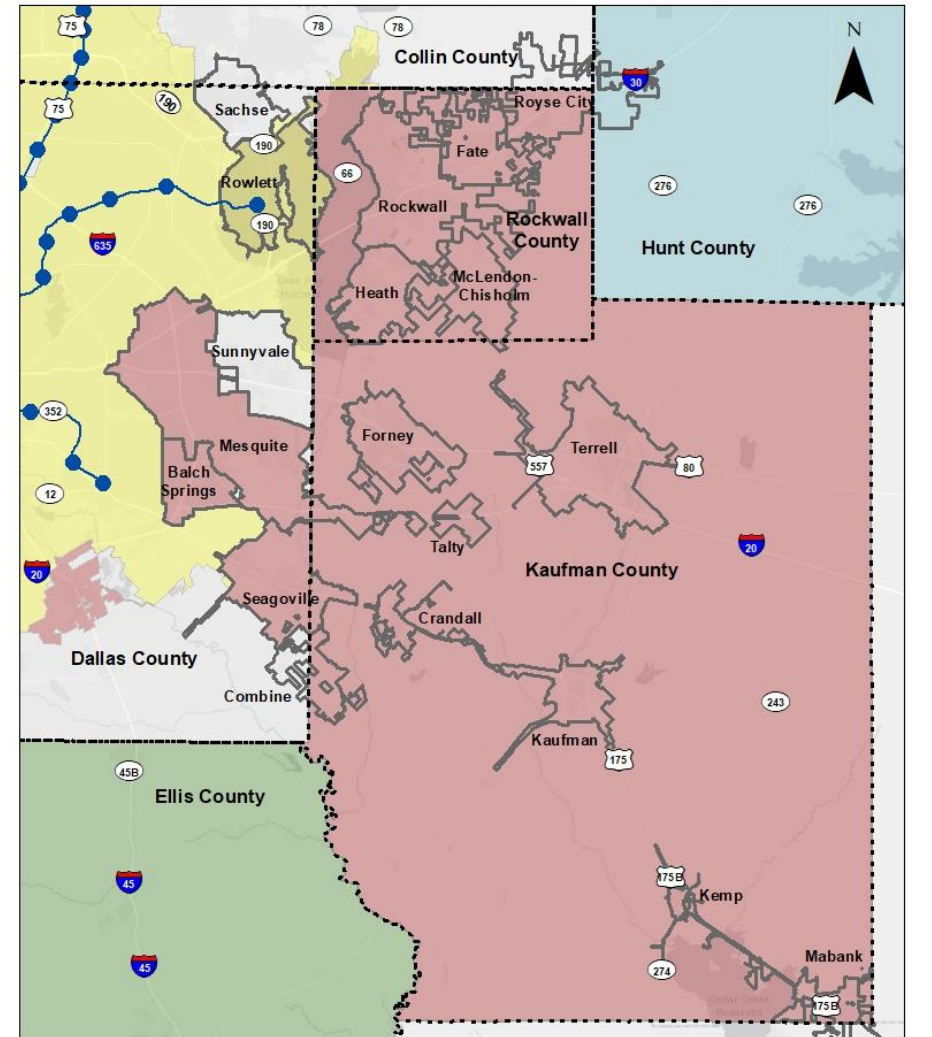 75
78
78
Collin County
N
30
75
190
Sachse
Royse City
190
Fate
66
Rowlett
276
276
Rockwall
190
Rockwall
County
635
Hunt County
McLendon-
Chisholm
Heath
Sunnyvale
352
Forney
Terrell
Mesquite
557
80
Balch
Springs
12
20
Talty
20
Kaufman County
Seagoville
Crandall
Dallas County
Combine
243
Kaufman
175
45B
Ellis County
45
175B
Kemp
Mabank
45
274
175B
Cedar Creek
Reservoir